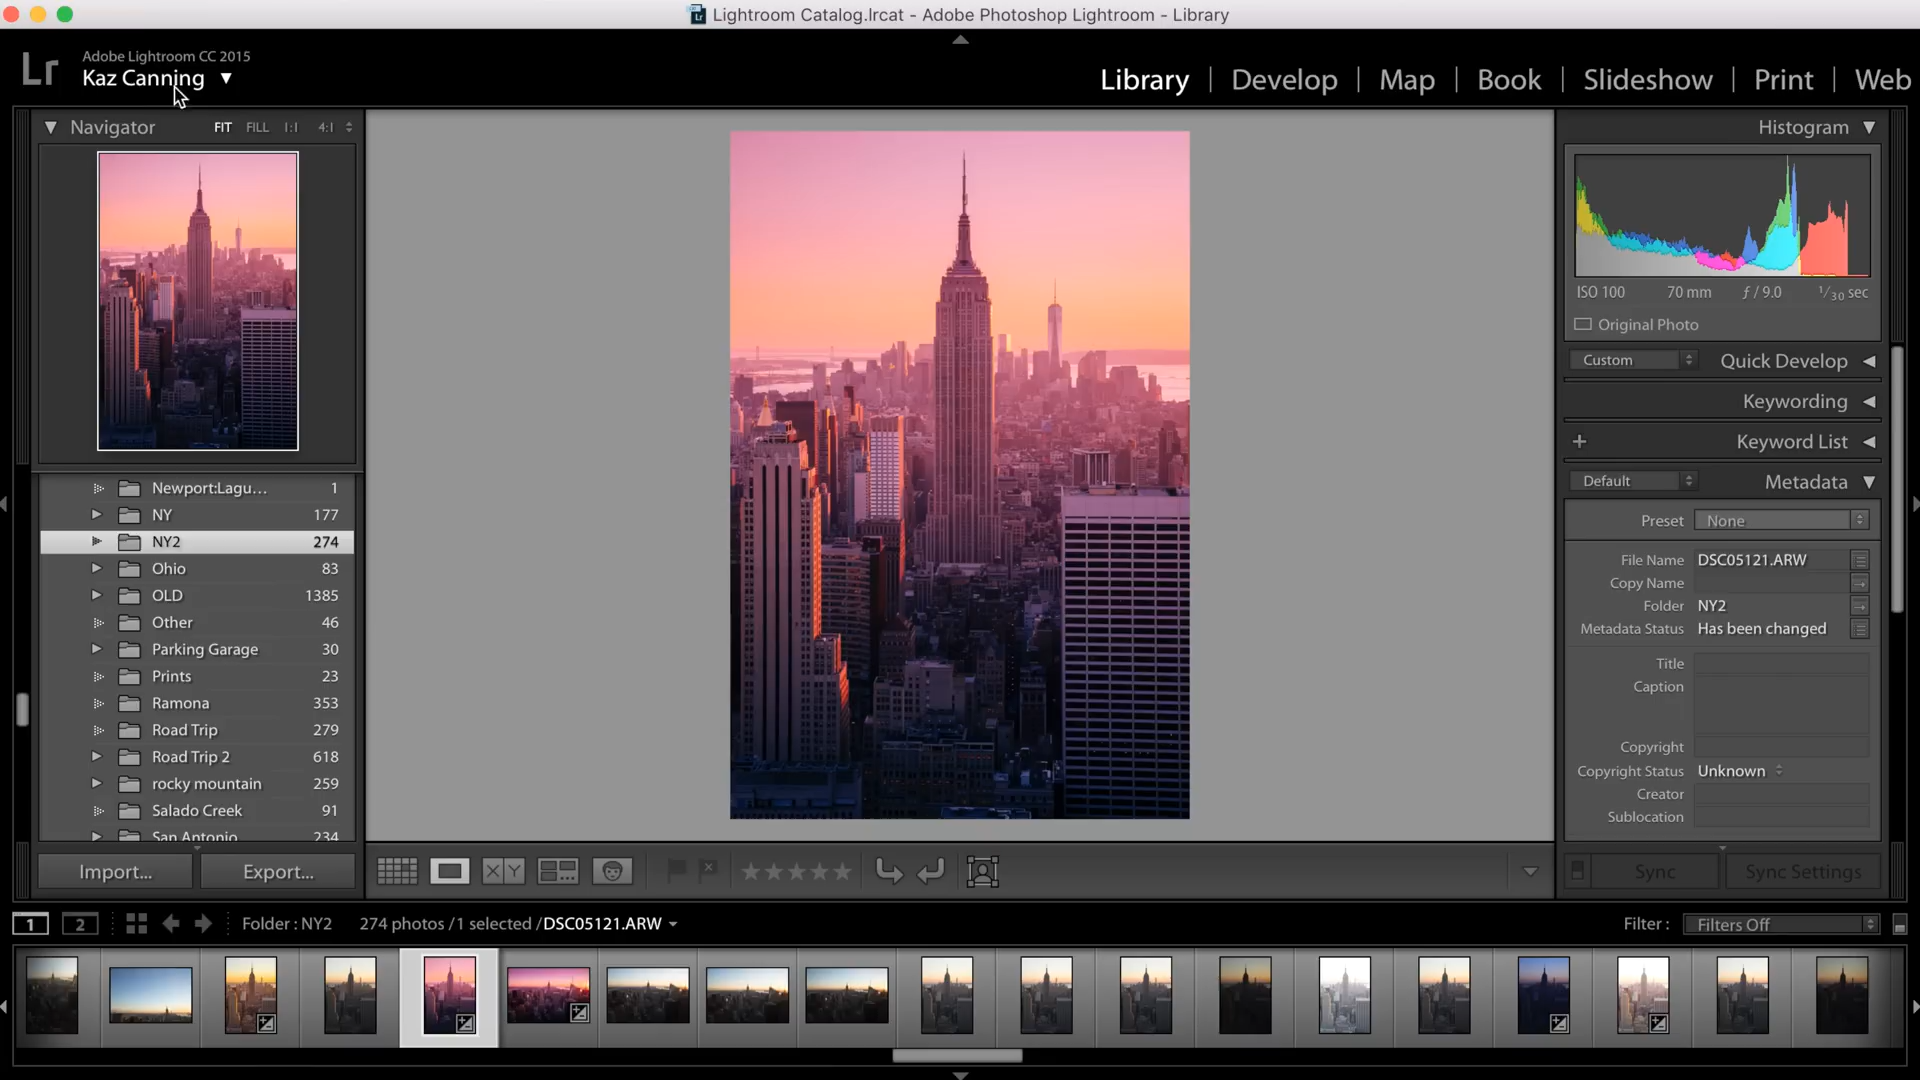 Lightroom Catalog.lrcat - Adobe Photoshop Lightroom - Library
Lr
Adobe Lightroom CC 2015
Kaz Canning
Library | Develop | Map | Book | Slideshow | Print | Web
Navigator FIT FILL 1:1 4:1
Histogram
ISO 100 70 mm ƒ / 9.0 1/30 sec
Original Photo
Custom Quick Develop
Keywording
+ Keyword List
Default Metadata
Preset None
File Name DSC05121.ARW
Copy Name
Folder NY2
Metadata Status Has been changed
Title
Caption
Copyright
Copyright Status Unknown
Creator
Sublocation
Newport:Lagu... 1
NY 177
NY2 274
Ohio 83
OLD 1385
Other 46
Parking Garage 30
Prints 23
Ramona 353
Road Trip 279
Road Trip 2 618
rocky mountain 259
Salado Creek 91
San Antonio 234
Import... Export...
X Y
Sync Sync Settings
1 2 Folder : NY2 274 photos / 1 selected / DSC05121.ARW
Filter : Filters Off